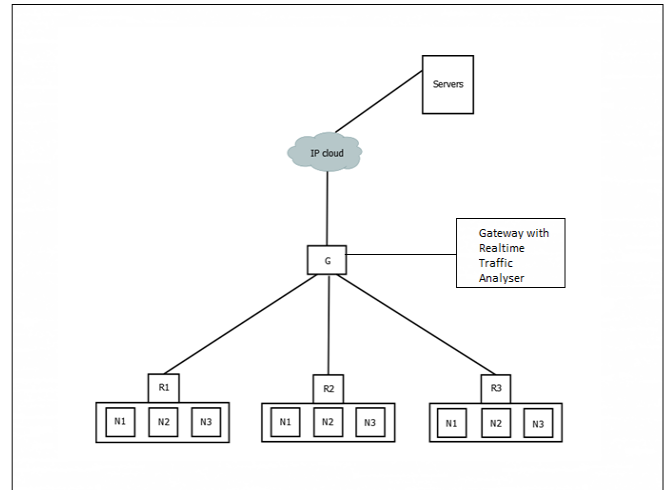 Servers
IP cloud
Gateway with
Realtime
Traffic
Analyser
G
R1
R2
R3
N1 N2 N3
N1 N2 N3
N1 N2 N3